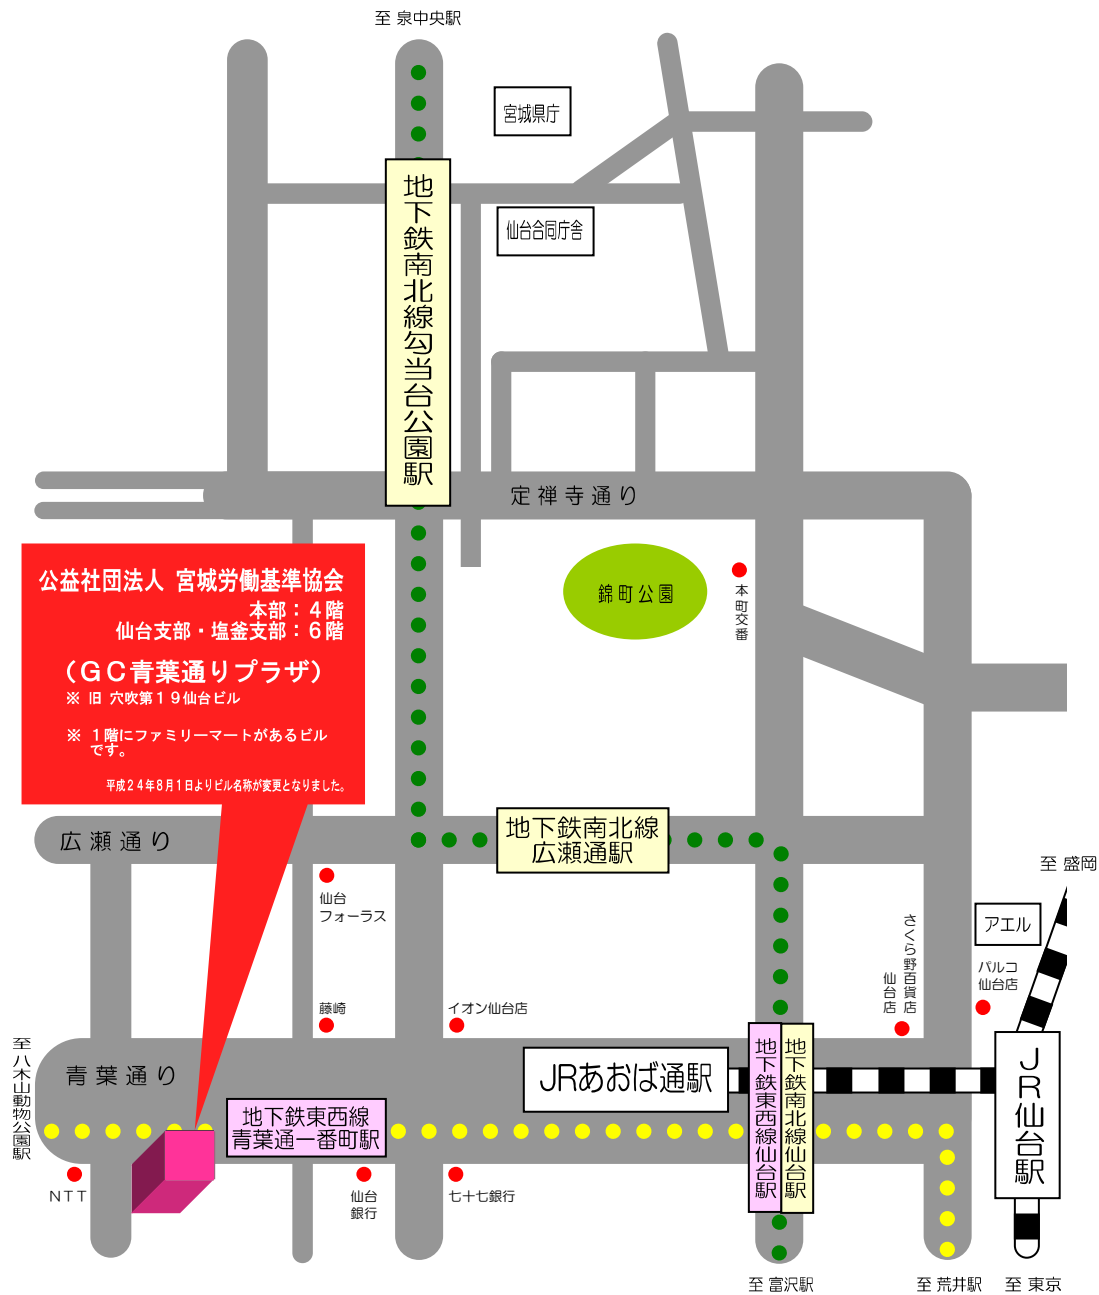 至 泉中央駅
宮城県庁
地下鉄南北線勾当台公園駅
仙台合同庁舎
定禅寺通り
公益社団法人 宮城労働基準協会
本部：４階
仙台支部・塩釜支部：６階
（ＧＣ青葉通りプラザ）
※ 旧 穴吹第１９仙台ビル
※ １階にファミリーマートがあるビル
です。
平成２４年８月１日よりビル名称が変更となりました。
錦町公園
本町交番
広瀬通り
地下鉄南北線
広瀬通駅
至 盛岡
仙台
フォーラス
アエル
さくら野百貨店
仙台店
パルコ
仙台店
藤崎
イオン仙台店
至八木山動物公園駅
青葉通り
JRあおば通駅
地下鉄東西線仙台駅
地下鉄南北線仙台駅
JR仙台駅
地下鉄東西線
青葉通一番町駅
ＮＴＴ
仙台
銀行
七十七銀行
至 富沢駅
至 荒井駅
至 東京